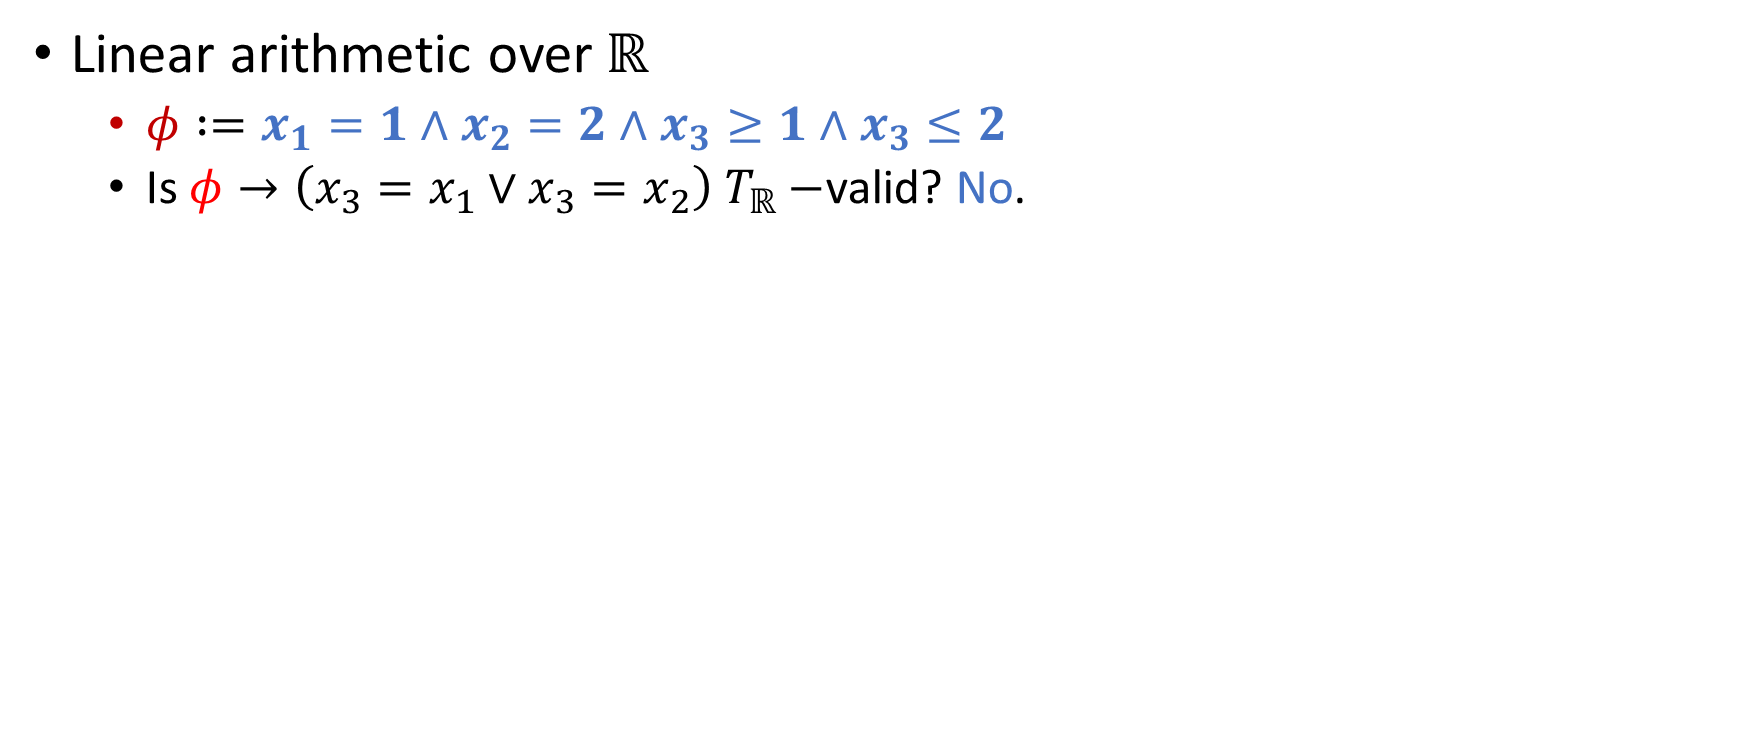 • Linear arithmetic over ℝ
• ϕ := x₁ = 1 ∧ x₂ = 2 ∧ x₃ ≥ 1 ∧ x₃ ≤ 2
• Is ϕ → (x₃ = x₁ ∨ x₃ = x₂) T_ℝ −valid? No.